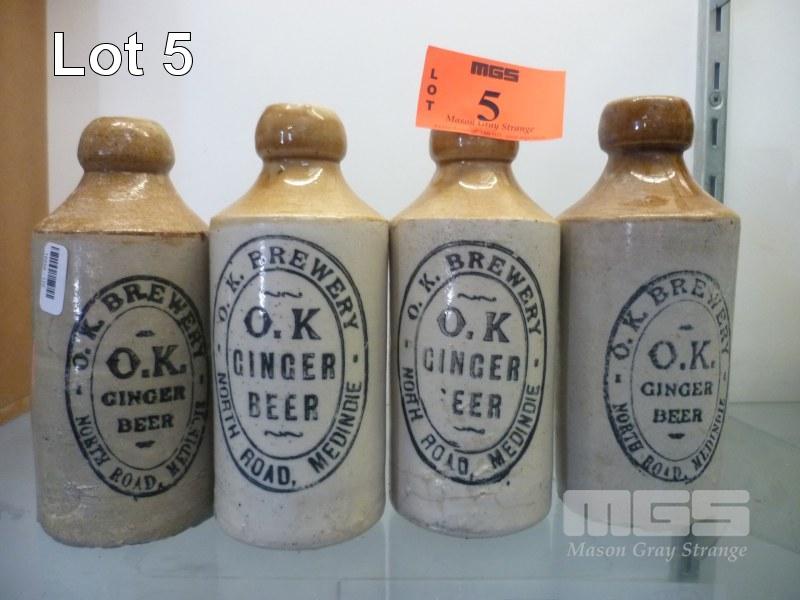 Lot 5
LOT
MGS
5
Mason Gray Strange
O. K. BREWERY
O.K.
GINGER
BEER
NORTH ROAD, MEDINDIE
O. K. BREWERY
O.K
GINGER
BEER
NORTH ROAD, MEDINDIE
O. K. BREWERY
O.K
GINGER
EER
NORTH ROAD, MEDINDIE
O. K. BREWERY
O.K.
GINGER
BEER
NORTH ROAD, MEDINDIE
MGS
Mason Gray Strange